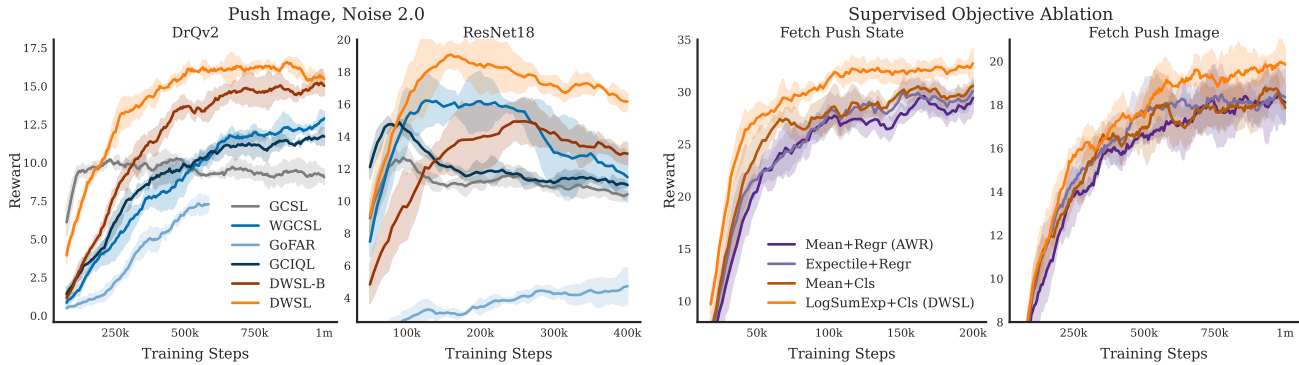 Push Image, Noise 2.0
DrQv2
ResNet18
Reward
17.5
15.0
12.5
10.0
7.5
5.0
2.5
0.0
250k
500k
750k
1m
Training Steps
GCSL
WGCSL
GoFAR
GCIQL
DWSL-B
DWSL
20
18
16
14
12
10
8
6
4
100k
200k
300k
400k
Training Steps
Supervised Objective Ablation
Fetch Push State
Fetch Push Image
Reward
35
30
25
20
15
10
50k
100k
150k
200k
Training Steps
Mean+Regr (AWR)
Expectile+Regr
Mean+Cls
LogSumExp+Cls (DWSL)
20
18
16
14
12
10
8
250k
500k
750k
1m
Training Steps